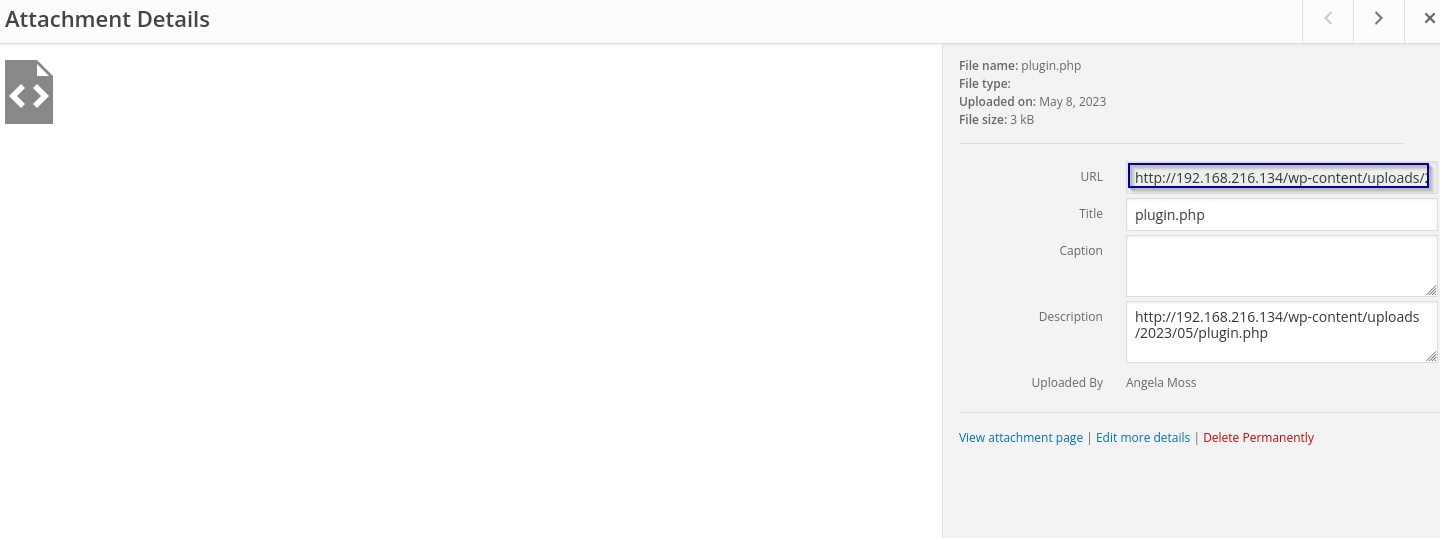 Attachment Details
File name: plugin.php
File type:
Uploaded on: May 8, 2023
File size: 3 kB
URL http://192.168.216.134/wp-content/uploads/
Title plugin.php
Caption
Description http://192.168.216.134/wp-content/uploads
/2023/05/plugin.php
Uploaded By Angela Moss
View attachment page | Edit more details | Delete Permanently